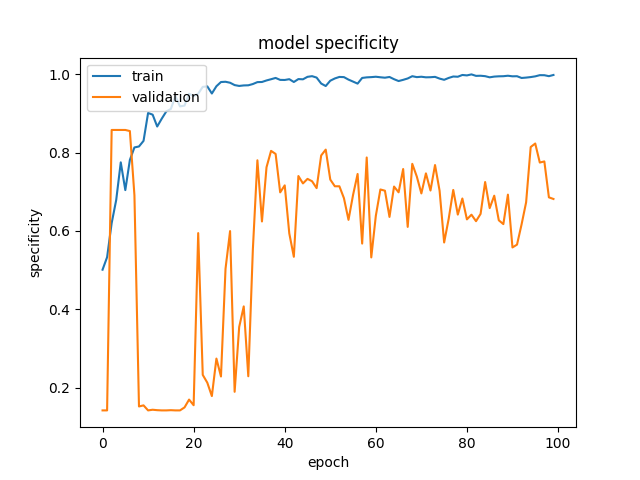 model specificity
train
validation
1.0
0.8
0.6
0.4
0.2
specificity
0 20 40 60 80 100
epoch